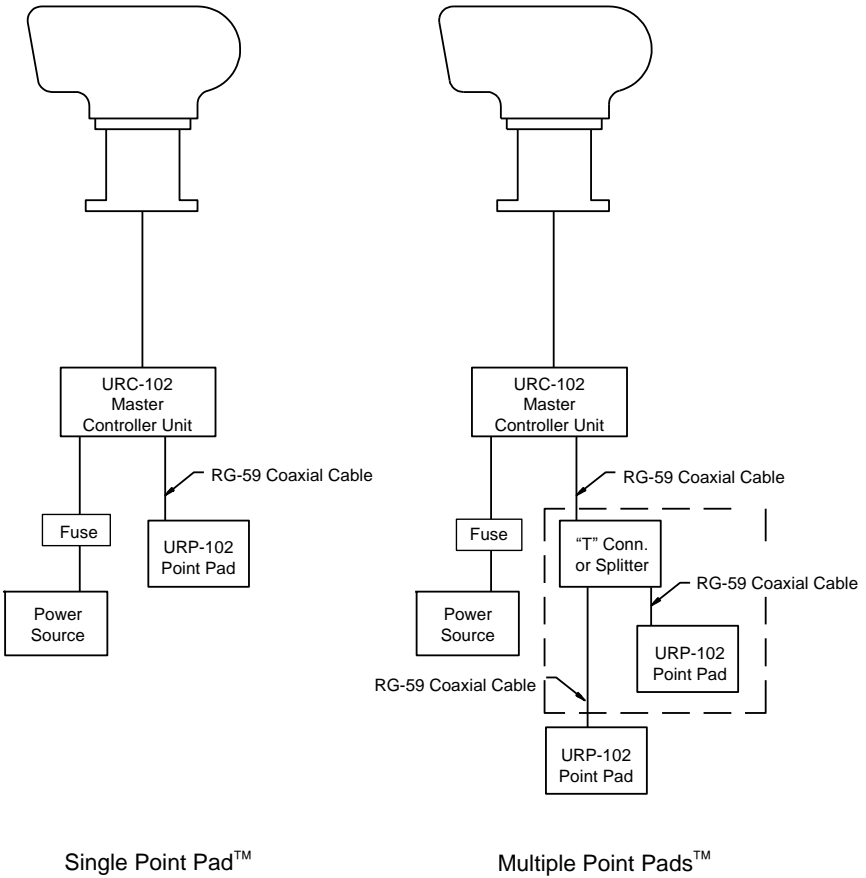 URC-102
Master
Controller Unit
RG-59 Coaxial Cable
Fuse
URP-102
Point Pad
Power
Source
URC-102
Master
Controller Unit
RG-59 Coaxial Cable
Fuse
“T” Conn.
or Splitter
RG-59 Coaxial Cable
Power
Source
URP-102
Point Pad
RG-59 Coaxial Cable
URP-102
Point Pad
Single Point Pad™
Multiple Point Pads™